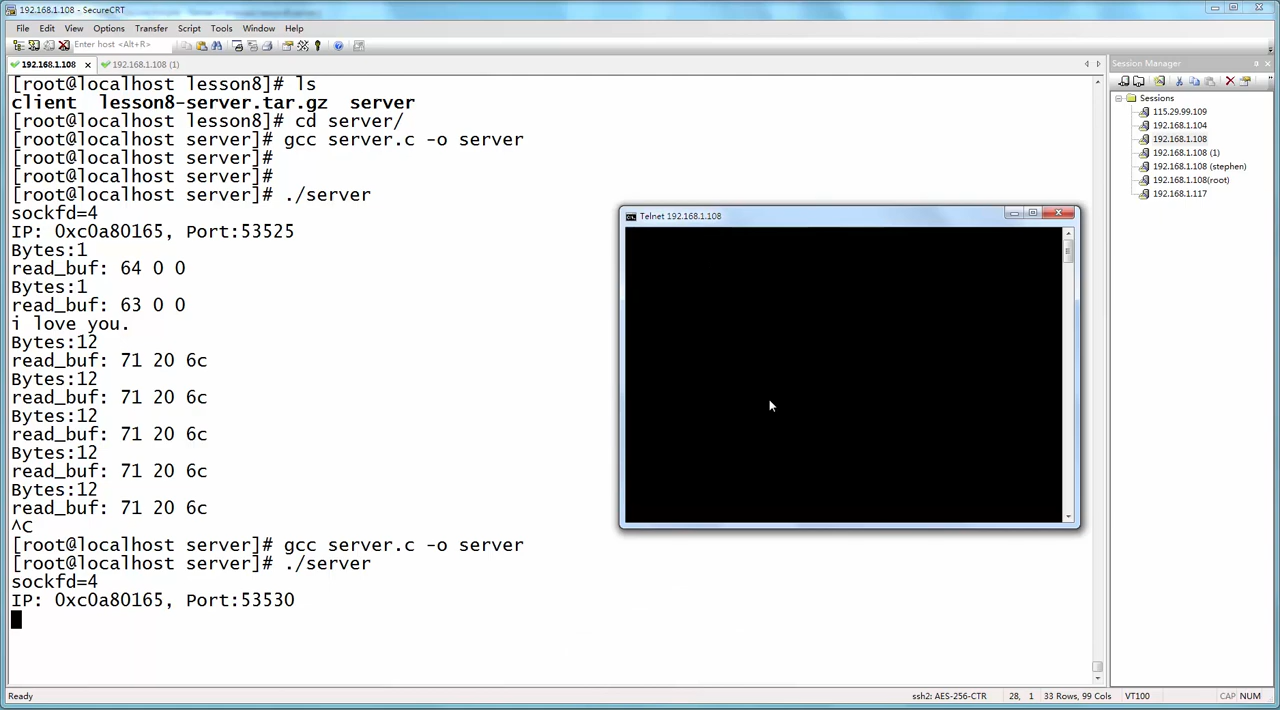 192.168.1.108 - SecureCRT
File Edit View Options Transfer Script Tools Window Help
Enter host <Alt+R>
192.168.1.108 192.168.1.108 (1)
[root@localhost lesson8]# ls
client lesson8-server.tar.gz server
[root@localhost lesson8]# cd server/
[root@localhost server]# gcc server.c -o server
[root@localhost server]#
[root@localhost server]#
[root@localhost server]# ./server
sockfd=4
IP: 0xc0a80165, Port:53525
Bytes:1
read_buf: 64 0 0
Bytes:1
read_buf: 63 0 0
i love you.
Bytes:12
read_buf: 71 20 6c
Bytes:12
read_buf: 71 20 6c
Bytes:12
read_buf: 71 20 6c
Bytes:12
read_buf: 71 20 6c
Bytes:12
read_buf: 71 20 6c
^C
[root@localhost server]# gcc server.c -o server
[root@localhost server]# ./server
sockfd=4
IP: 0xc0a80165, Port:53530
Telnet 192.168.1.108
Session Manager
Sessions
115.29.99.109
192.168.1.104
192.168.1.108
192.168.1.108 (1)
192.168.1.108 (stephen)
192.168.1.108(root)
192.168.1.117
Ready ssh2: AES-256-CTR 28, 1 33 Rows, 99 Cols VT100 CAP NUM